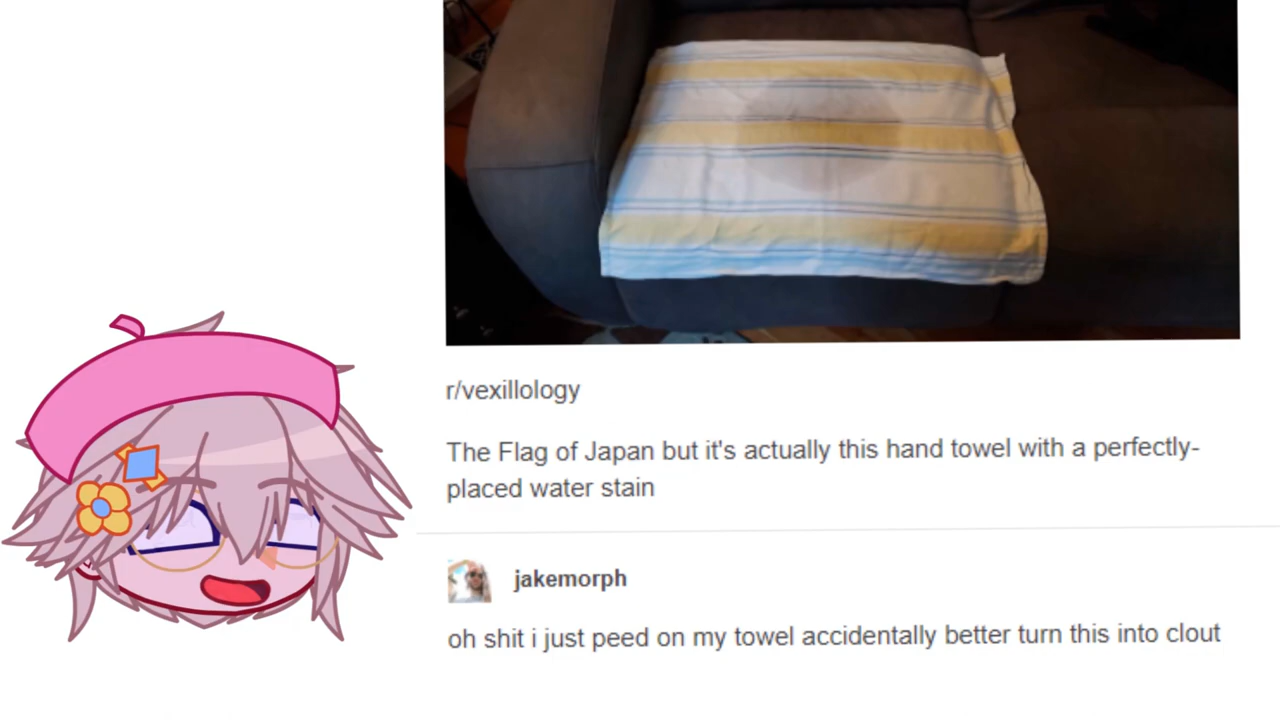 r/vexillology
The Flag of Japan but it's actually this hand towel with a perfectly-
placed water stain
jakemorph
oh shit i just peed on my towel accidentally better turn this into clout